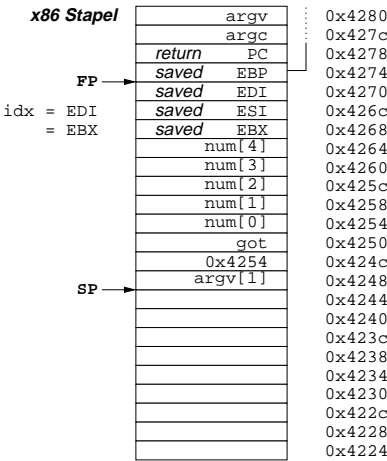 x86 Stapel argv 0x4280
argc 0x427c
return PC 0x4278
saved EBP 0x4274
FP saved EDI 0x4270
idx = EDI saved ESI 0x426c
= EBX saved EBX 0x4268
num[4] 0x4264
num[3] 0x4260
num[2] 0x425c
num[1] 0x4258
num[0] 0x4254
got 0x4250
0x4254 0x424c
SP argv[1] 0x4248
0x4244
0x4240
0x423c
0x4238
0x4234
0x4230
0x422c
0x4228
0x4224